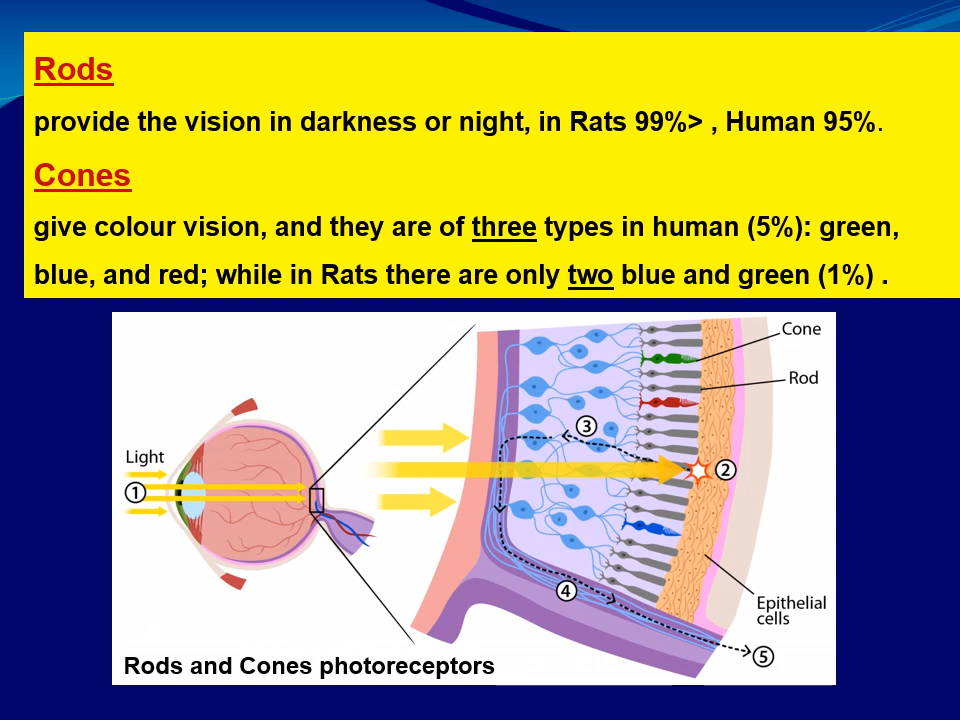 Rods
provide the vision in darkness or night, in Rats 99%> , Human 95%.
Cones
give colour vision, and they are of three types in human (5%): green,
blue, and red; while in Rats there are only two blue and green (1%) .
Cone
Rod
3
Light
1
2
4
Epithelial
cells
5
Rods and Cones photoreceptors